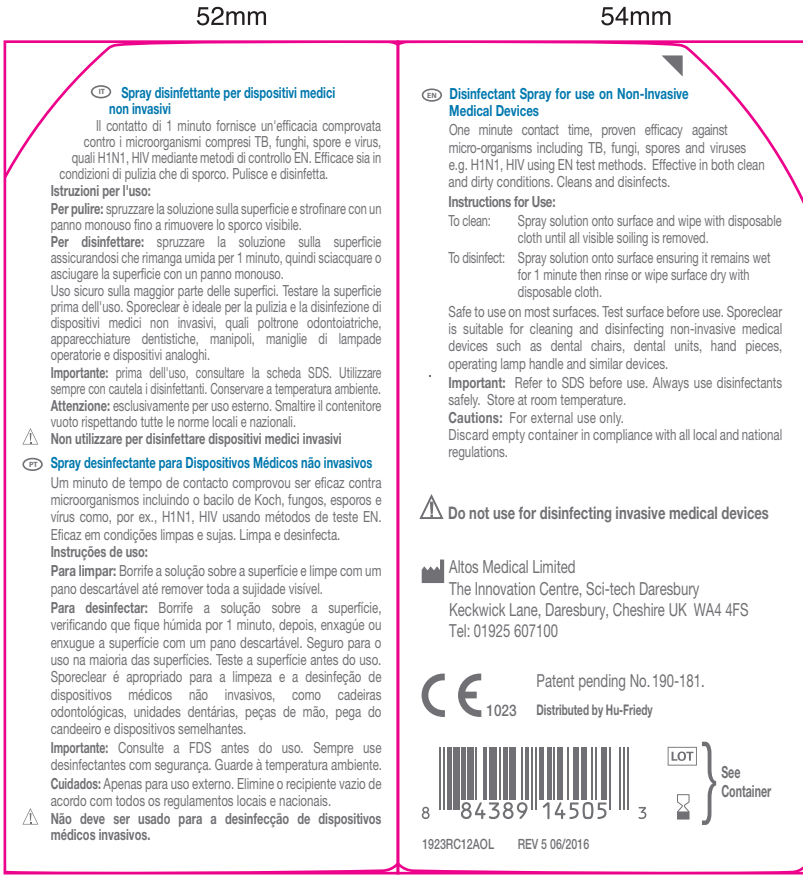 52mm
54mm
IT Spray disinfettante per dispositivi medici
non invasivi
Il contatto di 1 minuto fornisce un'efficacia comprovata
contro i microorganismi compresi TB, funghi, spore e virus,
quali H1N1, HIV mediante metodi di controllo EN. Efficace sia in
condizioni di pulizia che di sporco. Pulisce e disinfetta.
Istruzioni per l'uso:
Per pulire: spruzzare la soluzione sulla superficie e strofinare con un
panno monouso fino a rimuovere lo sporco visibile.
Per disinfettare: spruzzare la soluzione sulla superficie
assicurandosi che rimanga umida per 1 minuto, quindi sciacquare o
asciugare la superficie con un panno monouso.
Uso sicuro sulla maggior parte delle superfici. Testare la superficie
prima dell'uso. Sporeclear è ideale per la pulizia e la disinfezione di
dispositivi medici non invasivi, quali poltrone odontoiatriche,
apparecchiature dentistiche, manipoli, maniglie di lampade
operatorie e dispositivi analoghi.
Importante: prima dell'uso, consultare la scheda SDS. Utilizzare
sempre con cautela i disinfettanti. Conservare a temperatura ambiente.
Attenzione: esclusivamente per uso esterno. Smaltire il contenitore
vuoto rispettando tutte le norme locali e nazionali.
Non utilizzare per disinfettare dispositivi medici invasivi
PT Spray desinfectante para Dispositivos Médicos não invasivos
Um minuto de tempo de contacto comprovou ser eficaz contra
microorganismos incluindo o bacilo de Koch, fungos, esporos e
vírus como, por ex., H1N1, HIV usando métodos de teste EN.
Eficaz em condições limpas e sujas. Limpa e desinfecta.
Instruções de uso:
Para limpar: Borrife a solução sobre a superfície e limpe com um
pano descartável até remover toda a sujidade visível.
Para desinfectar: Borrife a solução sobre a superfície,
verificando que fique húmida por 1 minuto, depois, enxagúe ou
enxugue a superfície com um pano descartável. Seguro para o
uso na maioria das superfícies. Teste a superfície antes do uso.
Sporeclear é apropriado para a limpeza e a desinfeção de
dispositivos médicos não invasivos, como cadeiras
odontológicas, unidades dentárias, peças de mão, pega do
candeeiro e dispositivos semelhantes.
Importante: Consulte a FDS antes do uso. Sempre use
desinfectantes com segurança. Guarde à temperatura ambiente.
Cuidados: Apenas para uso externo. Elimine o recipiente vazio de
acordo com todos os regulamentos locais e nacionais.
Não deve ser usado para a desinfecção de dispositivos
médicos invasivos.
EN Disinfectant Spray for use on Non-Invasive
Medical Devices
One minute contact time, proven efficacy against
micro-organisms including TB, fungi, spores and viruses
e.g. H1N1, HIV using EN test methods. Effective in both clean
and dirty conditions. Cleans and disinfects.
Instructions for Use:
To clean: Spray solution onto surface and wipe with disposable
cloth until all visible soiling is removed.
To disinfect: Spray solution onto surface ensuring it remains wet
for 1 minute then rinse or wipe surface dry with
disposable cloth.
Safe to use on most surfaces. Test surface before use. Sporeclear
is suitable for cleaning and disinfecting non-invasive medical
devices such as dental chairs, dental units, hand pieces,
operating lamp handle and similar devices.
Important: Refer to SDS before use. Always use disinfectants
safely. Store at room temperature.
Cautions: For external use only.
Discard empty container in compliance with all local and national
regulations.
Do not use for disinfecting invasive medical devices
Altos Medical Limited
The Innovation Centre, Sci-tech Daresbury
Keckwick Lane, Daresbury, Cheshire UK WA4 4FS
Tel: 01925 607100
CE 1023
Patent pending No. 190-181.
Distributed by Hu-Friedy
8 84389 14505 3
LOT
See
Container
1923RC12AOL REV 5 06/2016